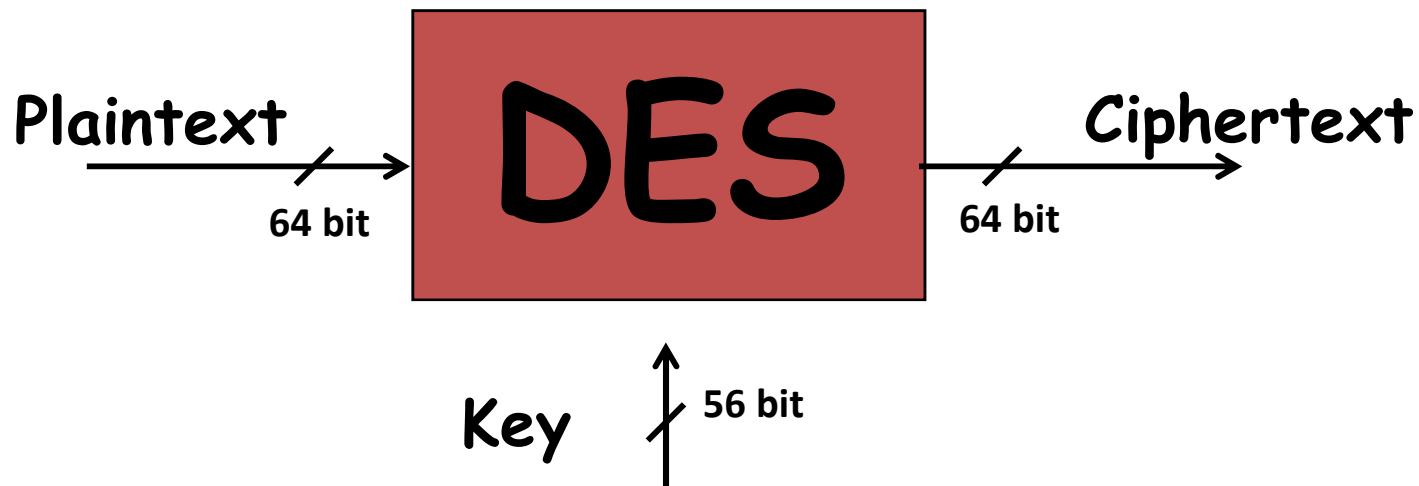 Plaintext
64 bit
DES
Ciphertext
64 bit
Key
56 bit